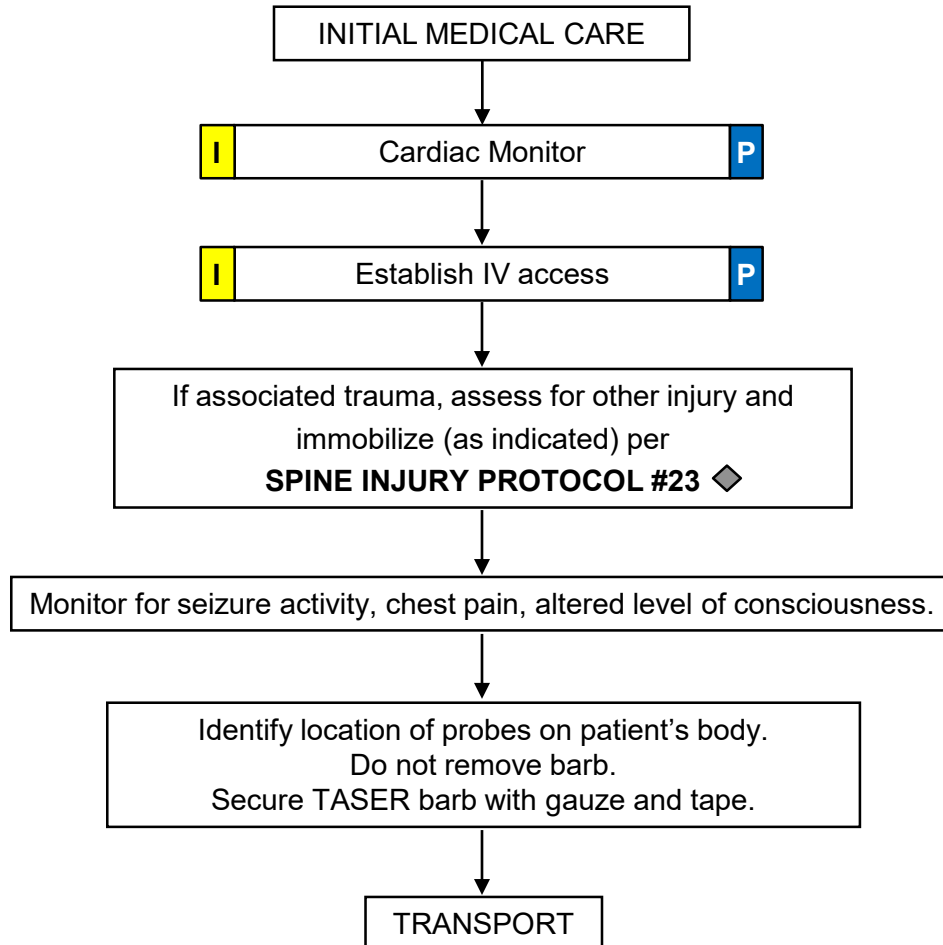 INITIAL MEDICAL CARE
I Cardiac Monitor P
I Establish IV access P
If associated trauma, assess for other injury and
immobilize (as indicated) per
SPINE INJURY PROTOCOL #23
Monitor for seizure activity, chest pain, altered level of consciousness.
Identify location of probes on patient’s body.
Do not remove barb.
Secure TASER barb with gauze and tape.
TRANSPORT